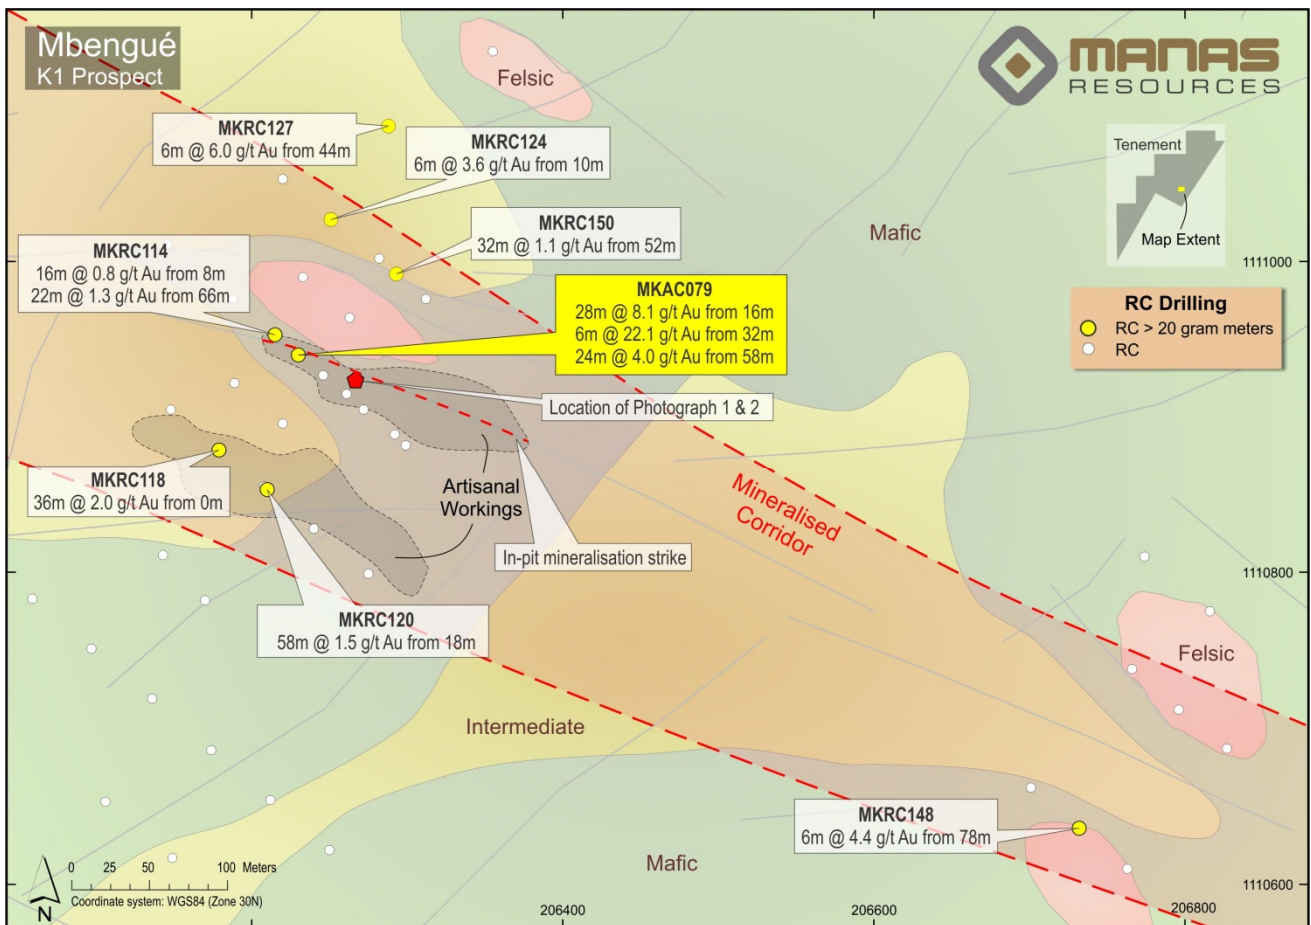 Mbengué
K1 Prospect
MANAS
RESOURCES
Felsic
MKRC127
6m @ 6.0 g/t Au from 44m
MKRC124
6m @ 3.6 g/t Au from 10m
Tenement
Map Extent
Mafic
MKRC150
32m @ 1.1 g/t Au from 52m
MKRC114
16m @ 0.8 g/t Au from 8m
22m @ 1.3 g/t Au from 66m
1111000
MKAC079
28m @ 8.1 g/t Au from 16m
6m @ 22.1 g/t Au from 32m
24m @ 4.0 g/t Au from 58m
RC Drilling
RC > 20 gram meters
RC
Location of Photograph 1 & 2
MKRC118
36m @ 2.0 g/t Au from 0m
Artisanal
Workings
Mineralised
Corridor
In-pit mineralisation strike
1110800
MKRC120
58m @ 1.5 g/t Au from 18m
Felsic
Intermediate
MKRC148
6m @ 4.4 g/t Au from 78m
Mafic
0 25 50 100 Meters
Coordinate system: WGS84 (Zone 30N)
N
1110600
206400
206600
206800